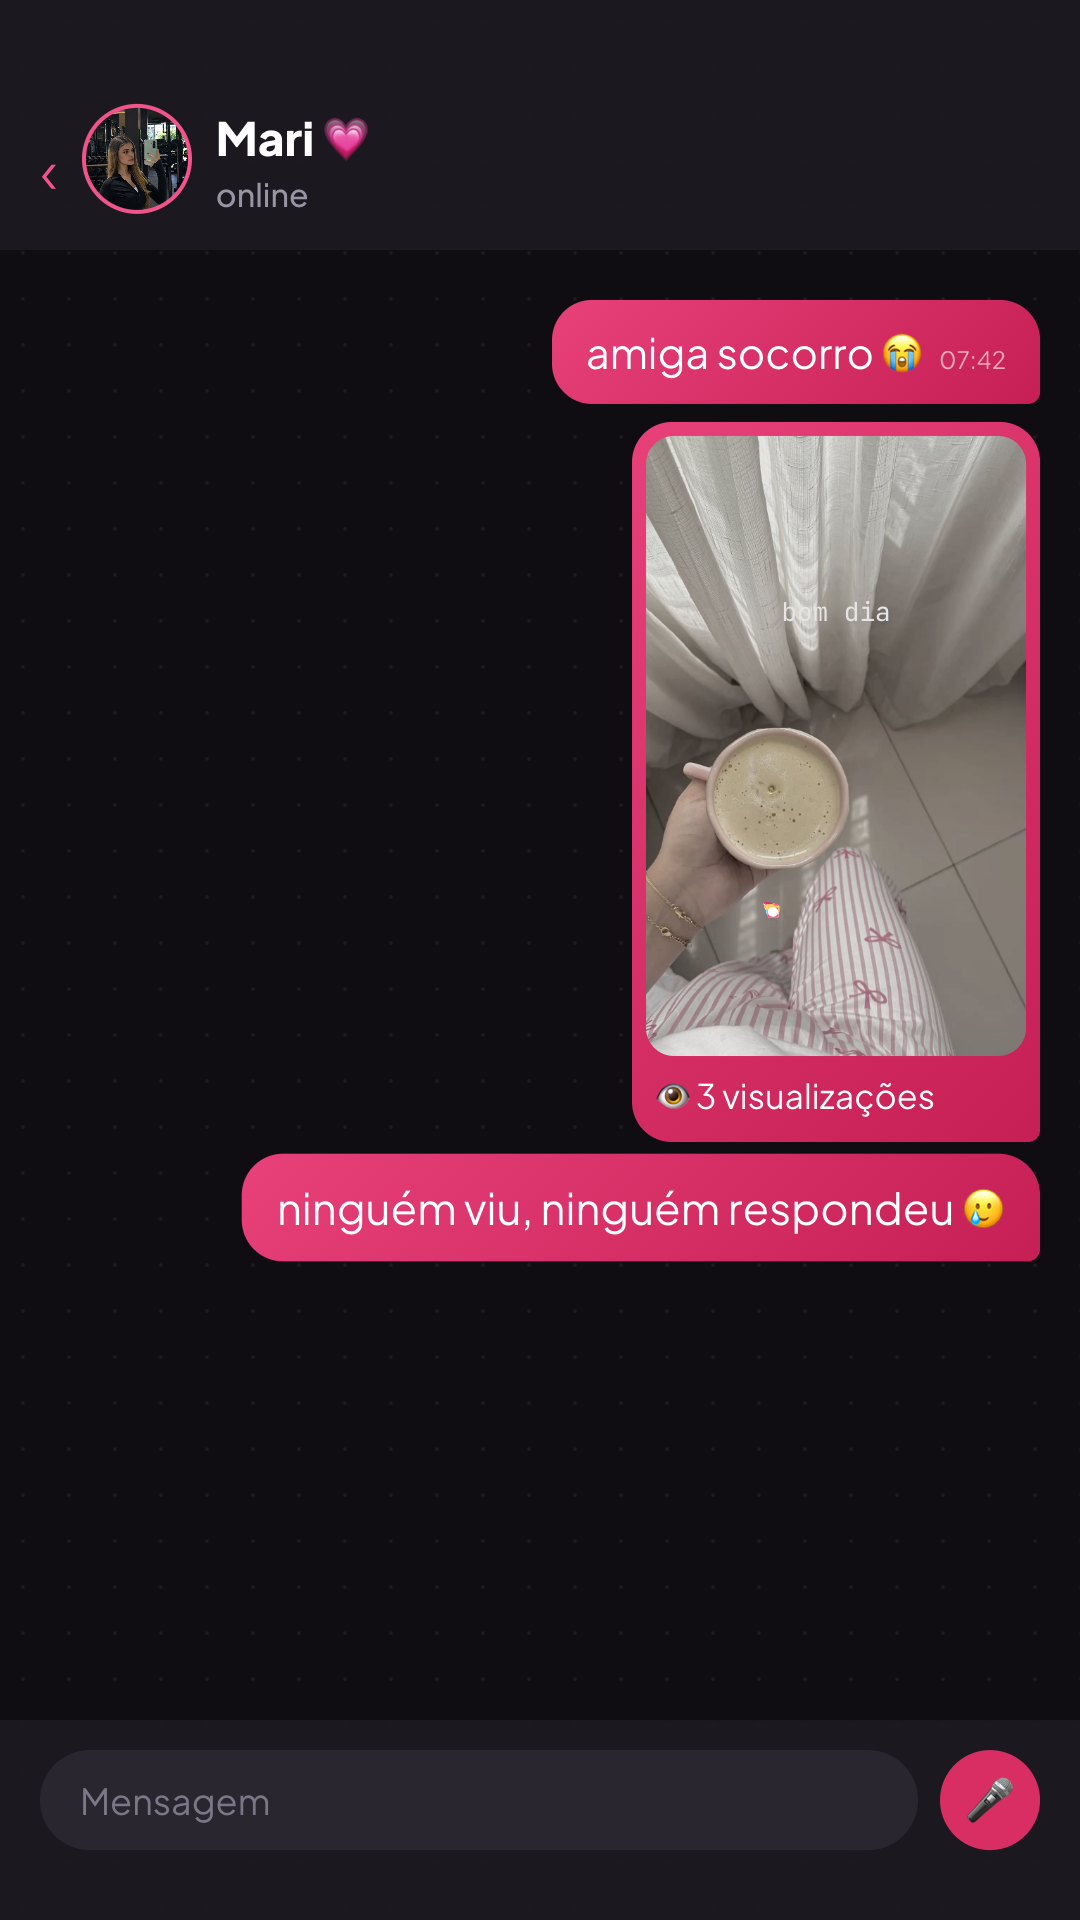 Mari 💗
online
amiga socorro 😭 07:42
bom dia
👁️ 3 visualizações
ninguém viu, ninguém respondeu 🥲
Mensagem